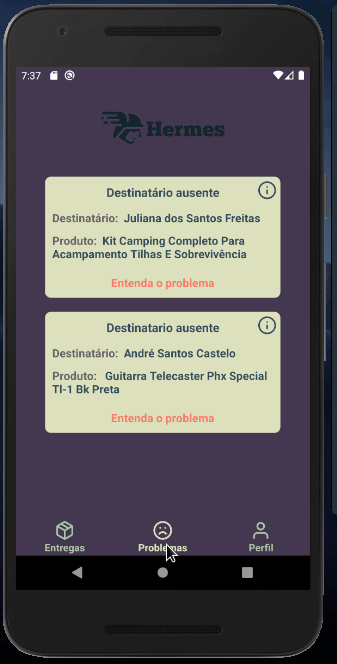 7:37
Hermes
Destinatário ausente
Destinatário: Juliana dos Santos Freitas
Produto: Kit Camping Completo Para
Acampamento Tilhas E Sobrevivência
Entenda o problema
Destinatario ausente
Destinatário: André Santos Castelo
Produto: Guitarra Telecaster Phx Special
Tl-1 Bk Preta
Entenda o problema
Entregas
Problemas
Perfil